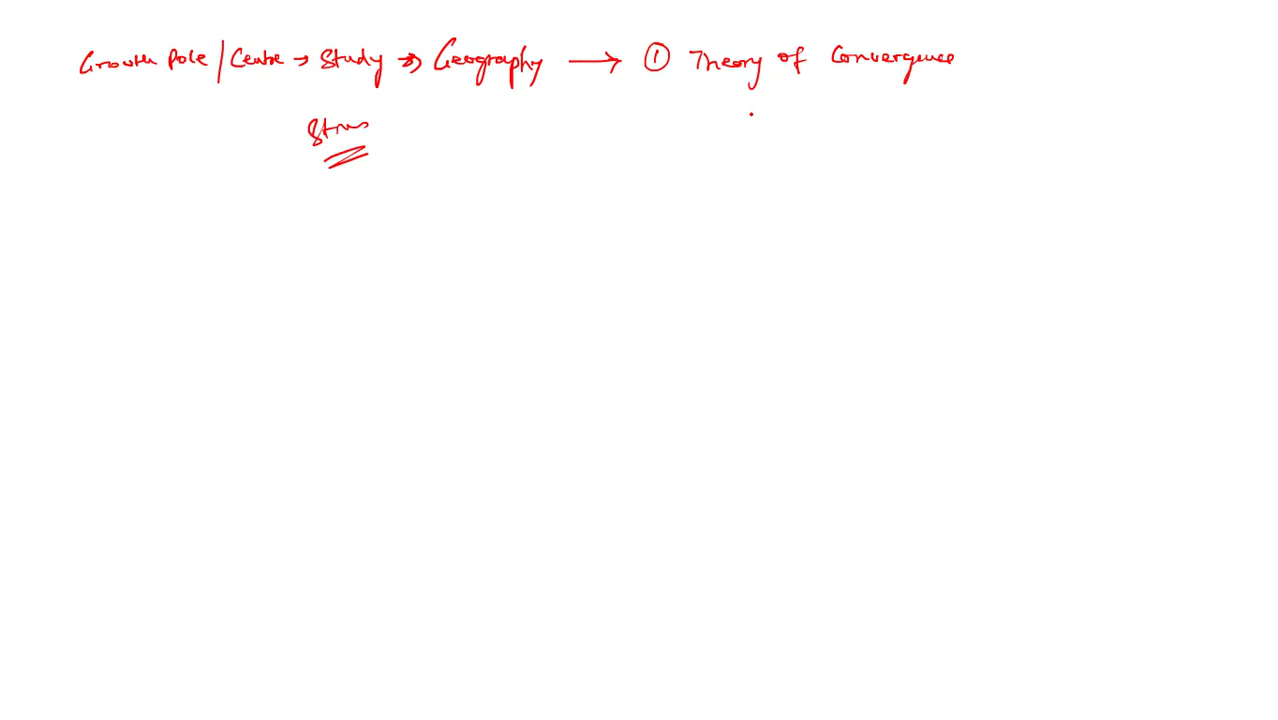 Growth Pole / Centre → Study → Geography → ① Theory of Convergence